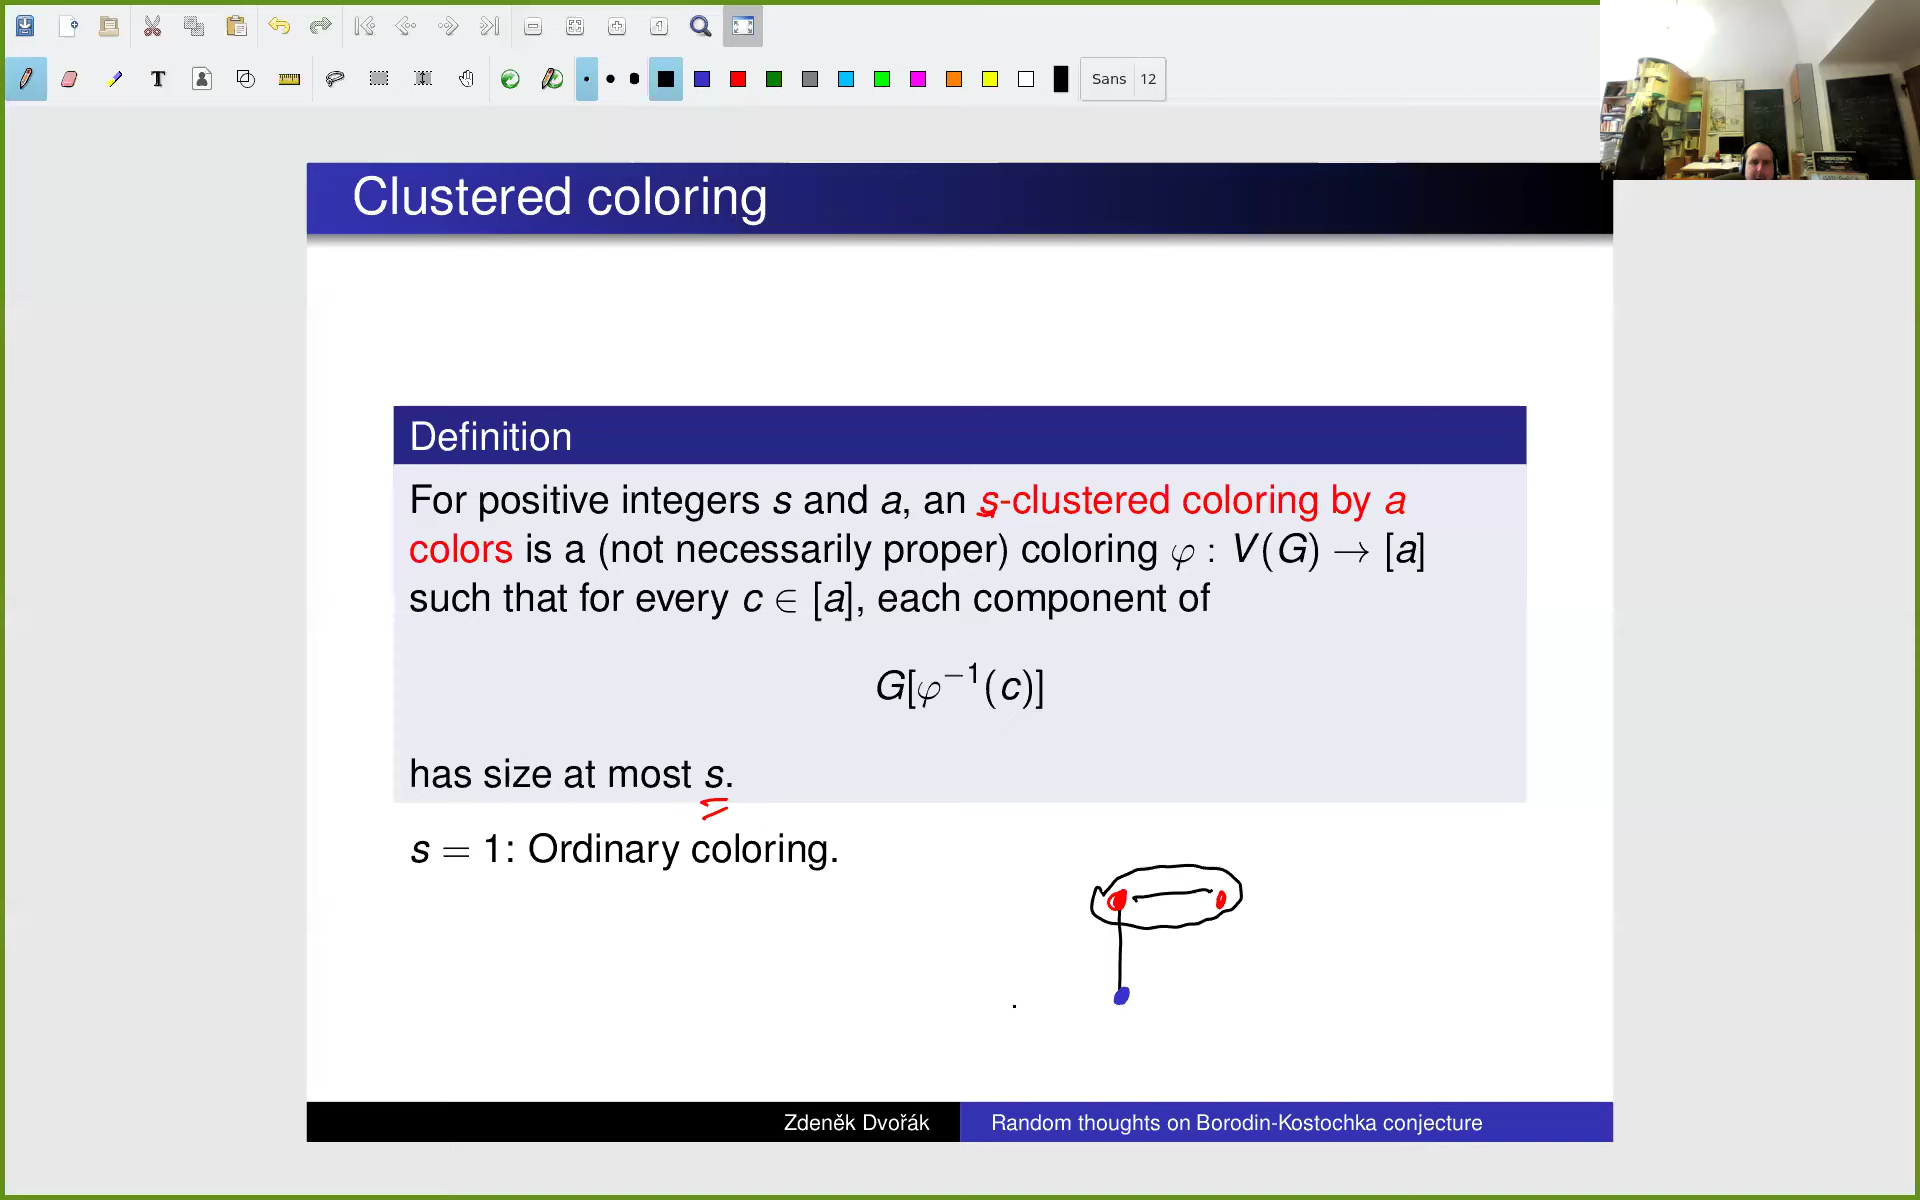 Sans 12
Clustered coloring
Definition
For positive integers s and a, an s-clustered coloring by a
colors is a (not necessarily proper) coloring φ : V(G) → [a]
such that for every c ∈ [a], each component of
G[φ⁻¹(c)]
has size at most s.
s = 1: Ordinary coloring.
Zdeněk Dvořák
Random thoughts on Borodin-Kostochka conjecture